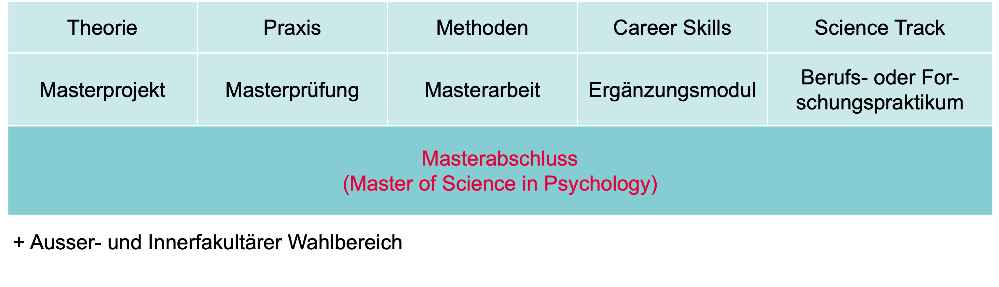 Theorie
Praxis
Methoden
Career Skills
Science Track
Masterprojekt
Masterprüfung
Masterarbeit
Ergänzungsmodul
Berufs- oder For-
schungspraktikum
Masterabschluss
(Master of Science in Psychology)
+ Ausser- und Innerfakultärer Wahlbereich